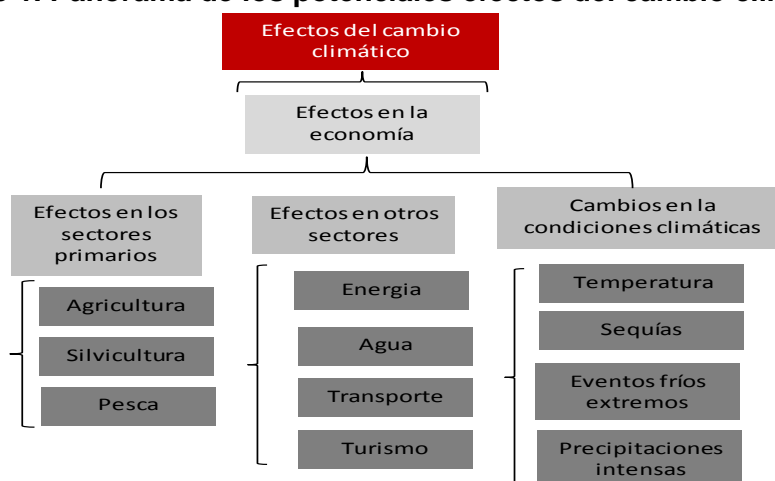 1. Panorama de los potenciales efectos del cambio
Efectos del cambio
climático
Efectos en la
economía
Efectos en los
sectores
primarios
Agricultura
Silvicultura
Pesca
Efectos en otros
sectores
Energia
Agua
Transporte
Turismo
Cambios en la
condiciones climáticas
Temperatura
Sequías
Eventos fríos
extremos
Precipitaciones
intensas